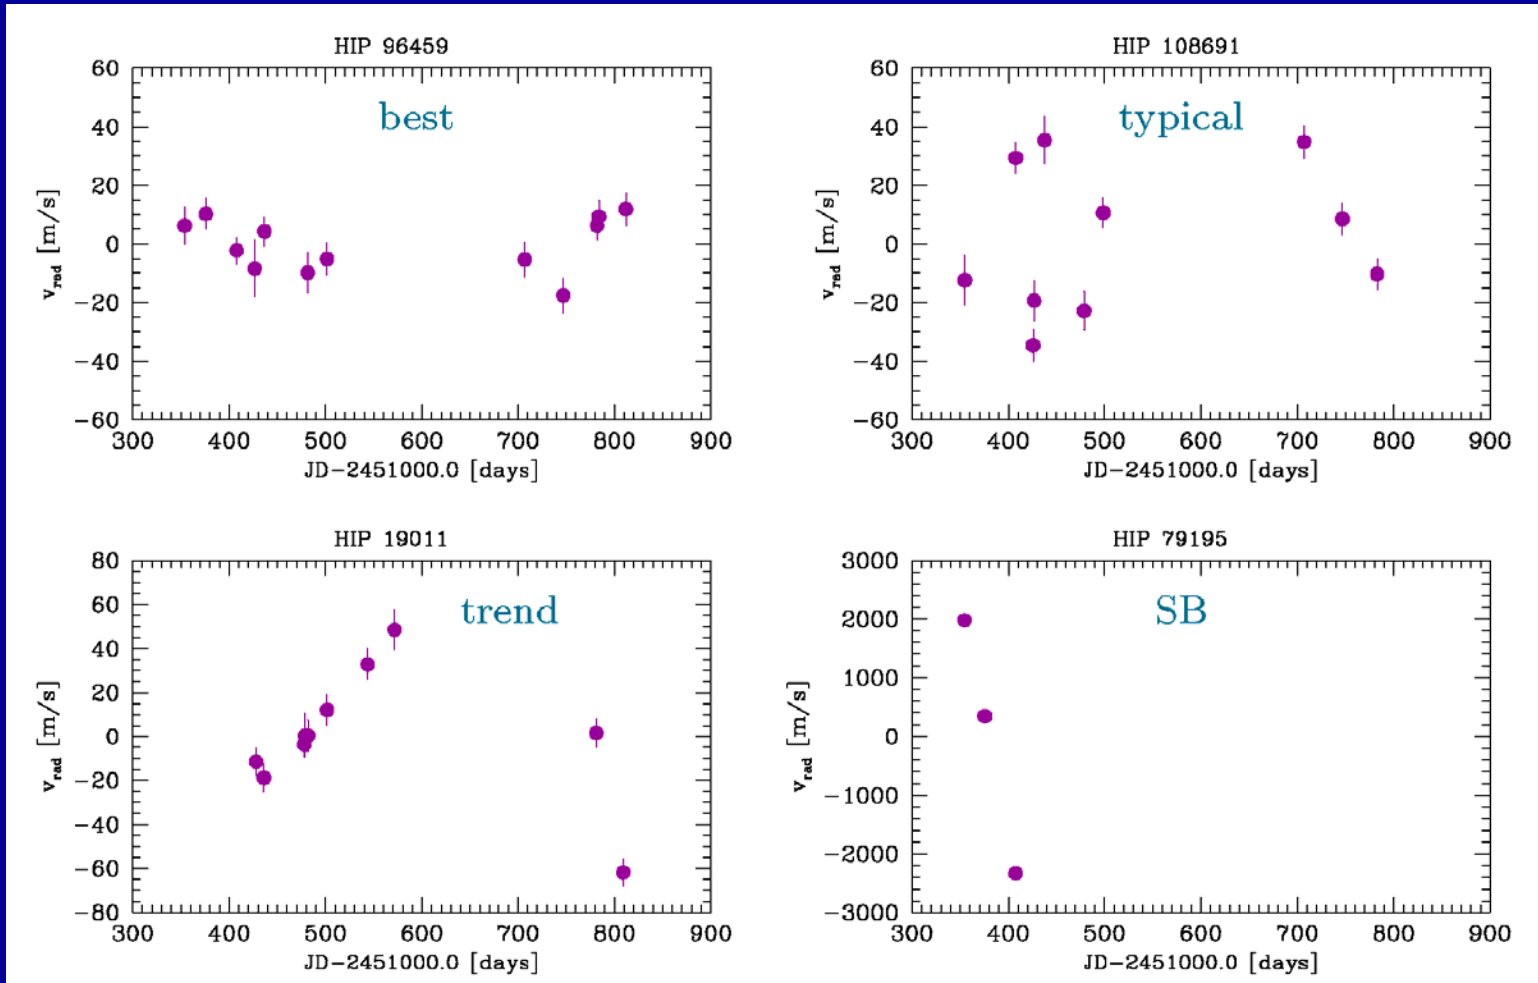 HIP 96459
best
60
40
20
0
−20
−40
−60
v_rad [m/s]
300 400 500 600 700 800 900
JD−2451000.0 [days]
HIP 108691
typical
60
40
20
0
−20
−40
−60
v_rad [m/s]
300 400 500 600 700 800 900
JD−2451000.0 [days]
HIP 19011
trend
80
60
40
20
0
−20
−40
−60
−80
v_rad [m/s]
300 400 500 600 700 800 900
JD−2451000.0 [days]
HIP 79195
SB
3000
2000
1000
0
−1000
−2000
−3000
v_rad [m/s]
300 400 500 600 700 800 900
JD−2451000.0 [days]